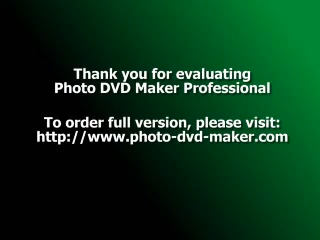 Thank you for evaluating
Photo DVD Maker Professional
To order full version, please visit:
http://www.photo-dvd-maker.com